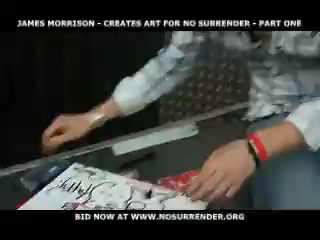 JAMES MORRISON - CREATES ART FOR NO SURRENDER - PART ONE
BID NOW AT WWW.NOSURRENDER.ORG